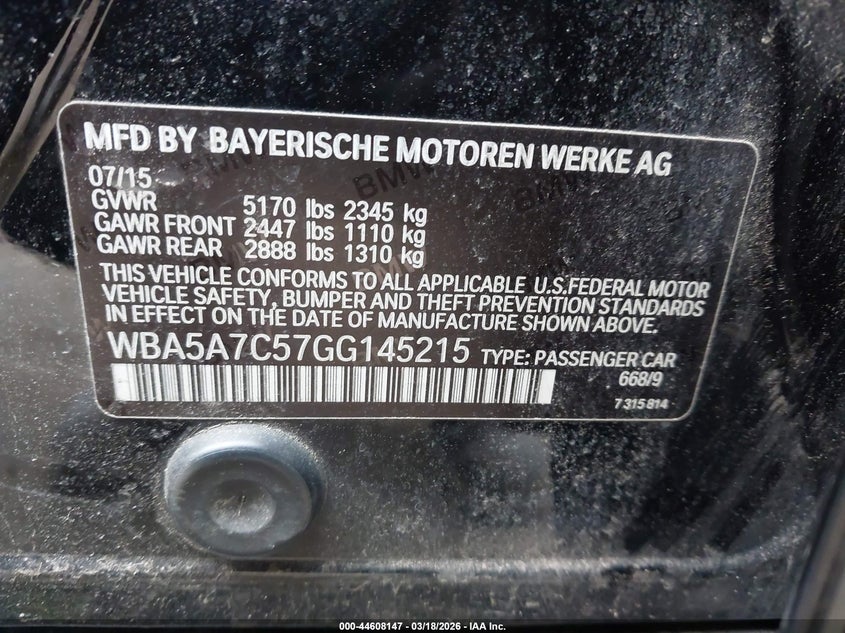 MFD BY BAYERISCHE MOTOREN WERKE AG
07/15
GVWR 5170 lbs 2345 kg
GAWR FRONT 2447 lbs 1110 kg
GAWR REAR 2888 lbs 1310 kg
THIS VEHICLE CONFORMS TO ALL APPLICABLE U.S.FEDERAL MOTOR
VEHICLE SAFETY, BUMPER AND THEFT PREVENTION STANDARDS
IN EFFECT ON THE DATE OF MANUFACTURE SHOWN ABOVE.
WBA5A7C57GG145215 TYPE: PASSENGER CAR
668/9
7 315 814
000-44608147 — 03/18/2026 — IAA Inc.